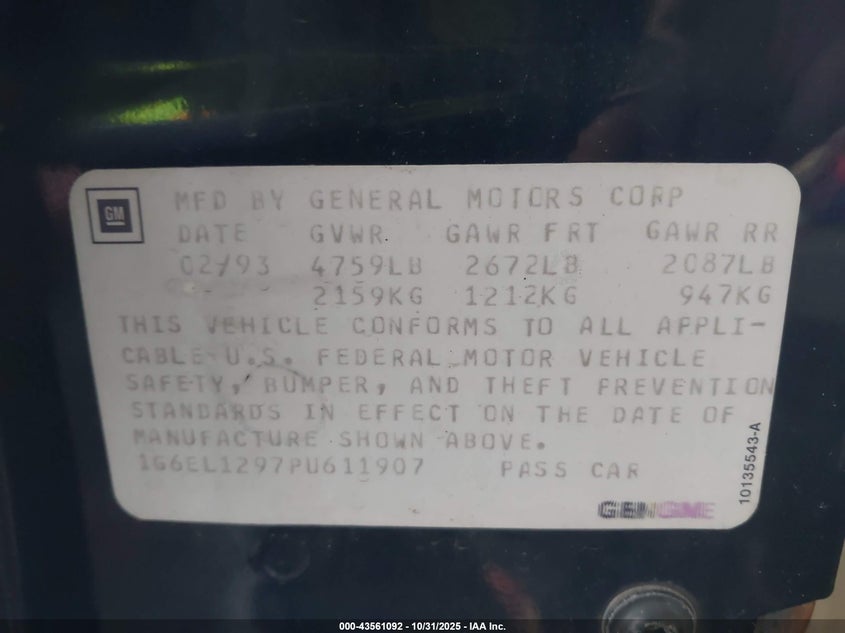 GM
MFD BY GENERAL MOTORS CORP
DATE GVWR GAWR FRT GAWR RR
02/93 4759LB 2672LB 2087LB
2159KG 1212KG 947KG
THIS VEHICLE CONFORMS TO ALL APPLI-
CABLE U.S. FEDERAL MOTOR VEHICLE
SAFETY, BUMPER, AND THEFT PREVENTION
STANDARDS IN EFFECT ON THE DATE OF
MANUFACTURE SHOWN ABOVE.
1G6EL1297PU611907 PASS CAR
10135543-A
000-43561092 - 10/31/2025 - IAA Inc.